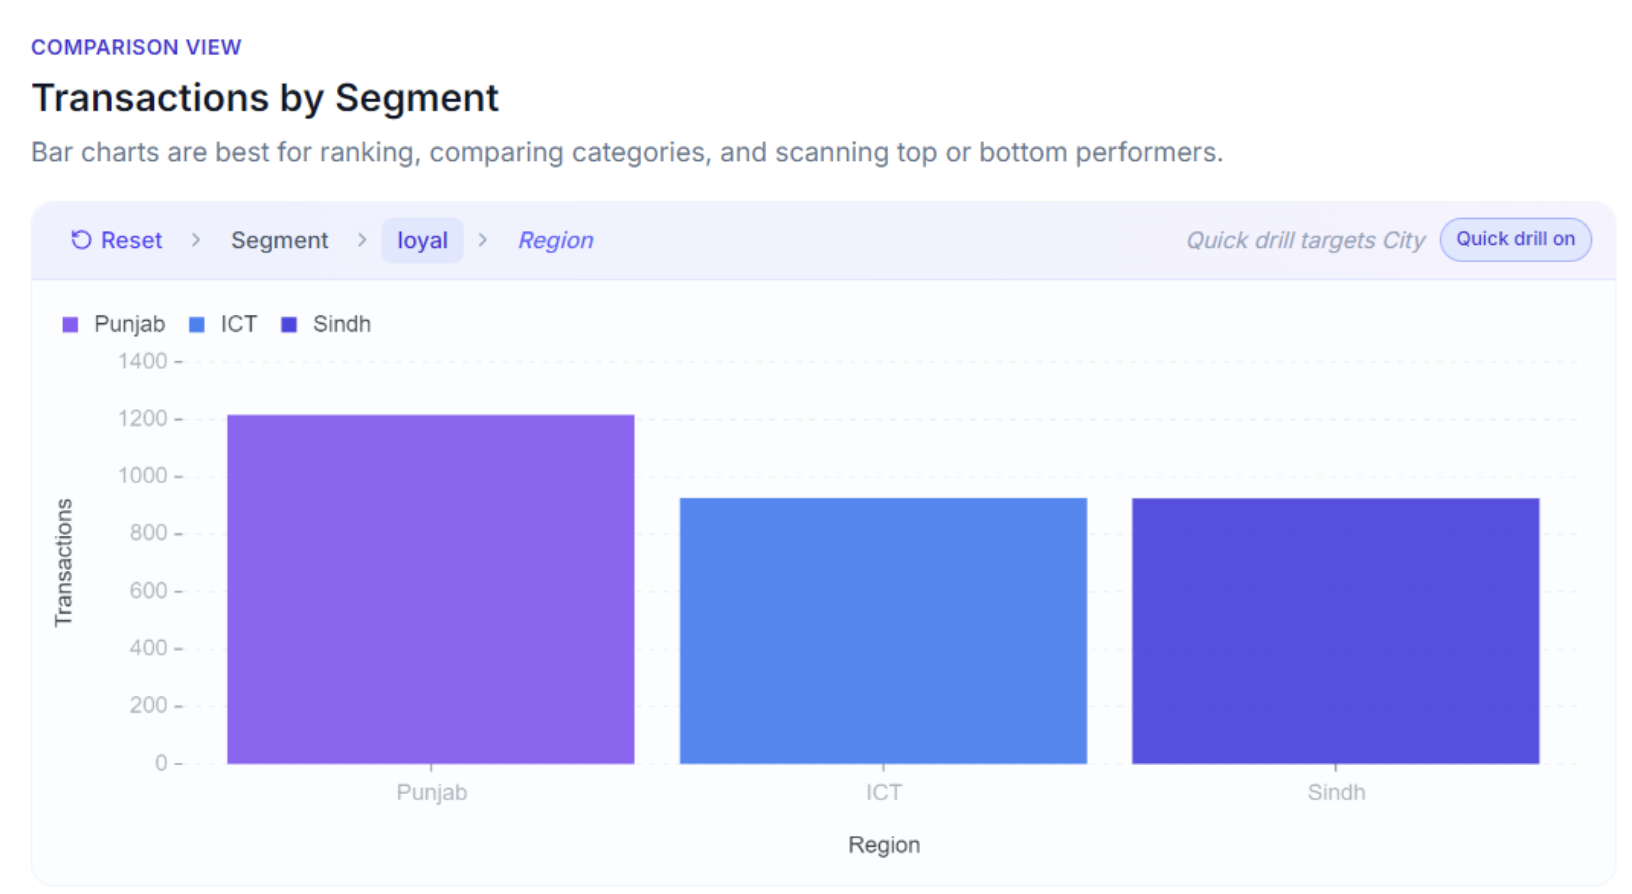 COMPARISON VIEW
Transactions by Segment
Bar charts are best for ranking, comparing categories, and scanning top or bottom performers.
Reset > Segment > loyal > Region Quick drill targets City Quick drill on
Punjab ICT Sindh
1400
1200
1000
800
600
400
200
0
Transactions
Punjab ICT Sindh
Region